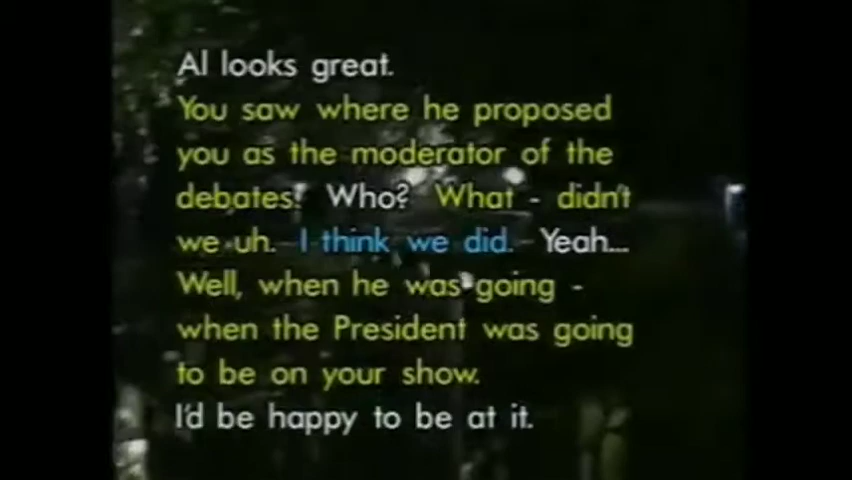 Al looks great.
You saw where he proposed
you as the moderator of the
debates! Who? What - didn't
we uh. I think we did. Yeah...
Well, when he was going -
when the President was going
to be on your show.
I'd be happy to be at it.